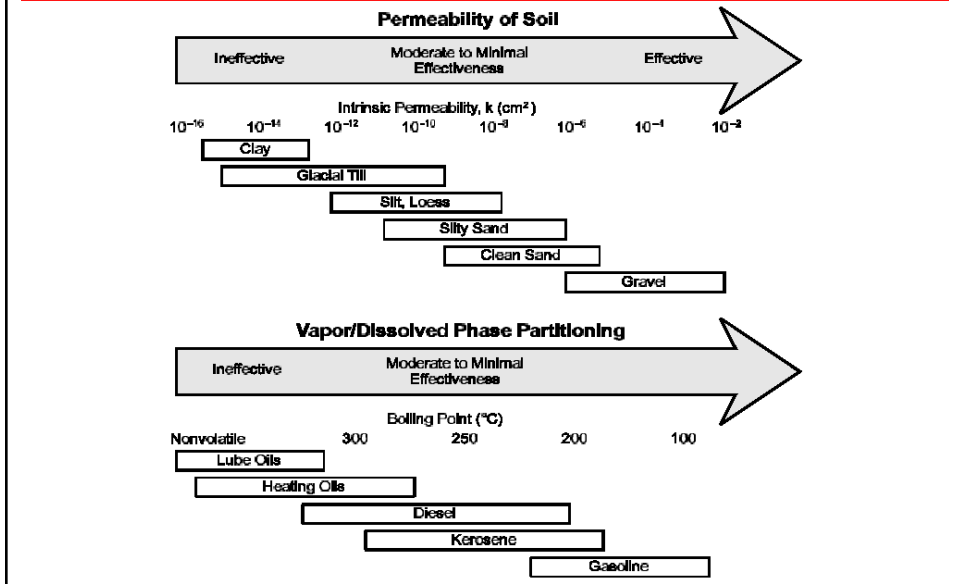 Permeability of Soil
Ineffective
Moderate to Minimal
Effectiveness
Effective
Intrinsic Permeability, k (cm²)
10⁻¹⁶ 10⁻¹⁴ 10⁻¹² 10⁻¹⁰ 10⁻⁸ 10⁻⁶ 10⁻⁴ 10⁻²
Clay
Glacial Till
Silt, Loess
Silty Sand
Clean Sand
Gravel
Vapor/Dissolved Phase Partitioning
Ineffective
Moderate to Minimal
Effectiveness
Boiling Point (°C)
Nonvolatile 300 250 200 100
Lube Oils
Heating Oils
Diesel
Kerosene
Gasoline